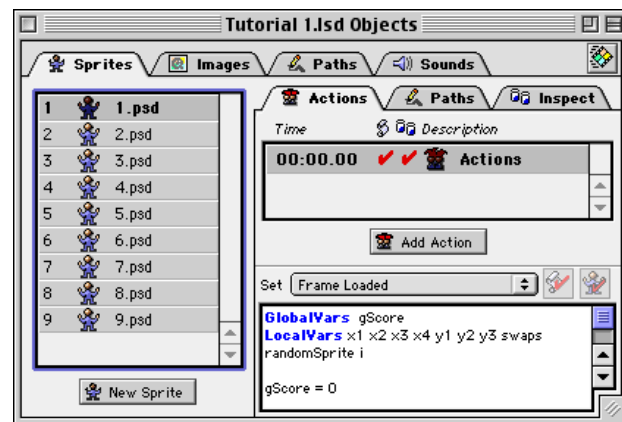 Tutorial 1.lsd Objects
Sprites Images Paths Sounds
1 1.psd
2 2.psd
3 3.psd
4 4.psd
5 5.psd
6 6.psd
7 7.psd
8 8.psd
9 9.psd
New Sprite
Actions Paths Inspect
Time Description
00:00.00 Actions
Add Action
Set Frame Loaded
GlobalVars gScore
LocalVars x1 x2 x3 x4 y1 y2 y3 swaps
randomSprite i
gScore = 0